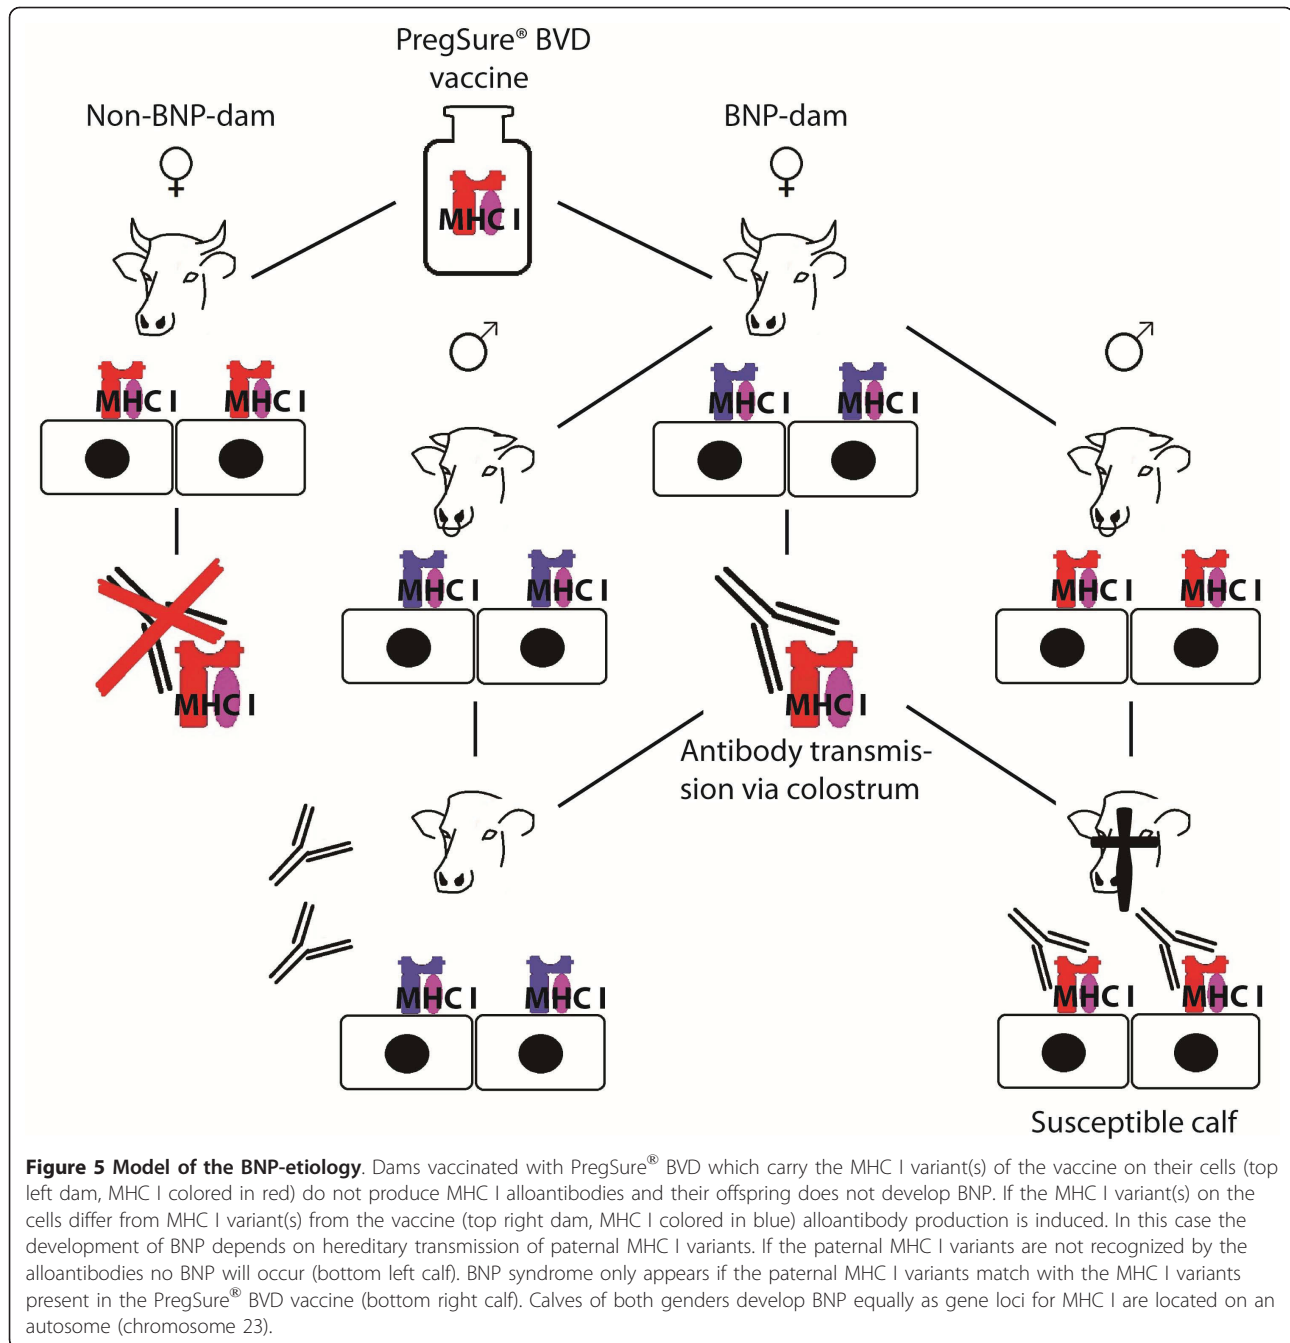 PregSure® BVD
vaccine
Non-BNP-dam
BNP-dam
♀
♀
MHC I
♂
♂
MHC I MHC I
MHC I MHC I
MHC I MHC I
MHC I MHC I
MHC I
MHC I
Antibody transmis-
sion via colostrum
MHC I MHC I
MHC I MHC I
Susceptible calf
Figure 5 Model of the BNP-etiology. Dams vaccinated with PregSure® BVD which carry the MHC I variant(s) of the vaccine on their cells (top
left dam, MHC I colored in red) do not produce MHC I alloantibodies and their offspring does not develop BNP. If the MHC I variant(s) on the
cells differ from MHC I variant(s) from the vaccine (top right dam, MHC I colored in blue) alloantibody production is induced. In this case the
development of BNP depends on hereditary transmission of paternal MHC I variants. If the paternal MHC I variants are not recognized by the
alloantibodies no BNP will occur (bottom left calf). BNP syndrome only appears if the paternal MHC I variants match with the MHC I variants
present in the PregSure® BVD vaccine (bottom right calf). Calves of both genders develop BNP equally as gene loci for MHC I are located on an
autosome (chromosome 23).